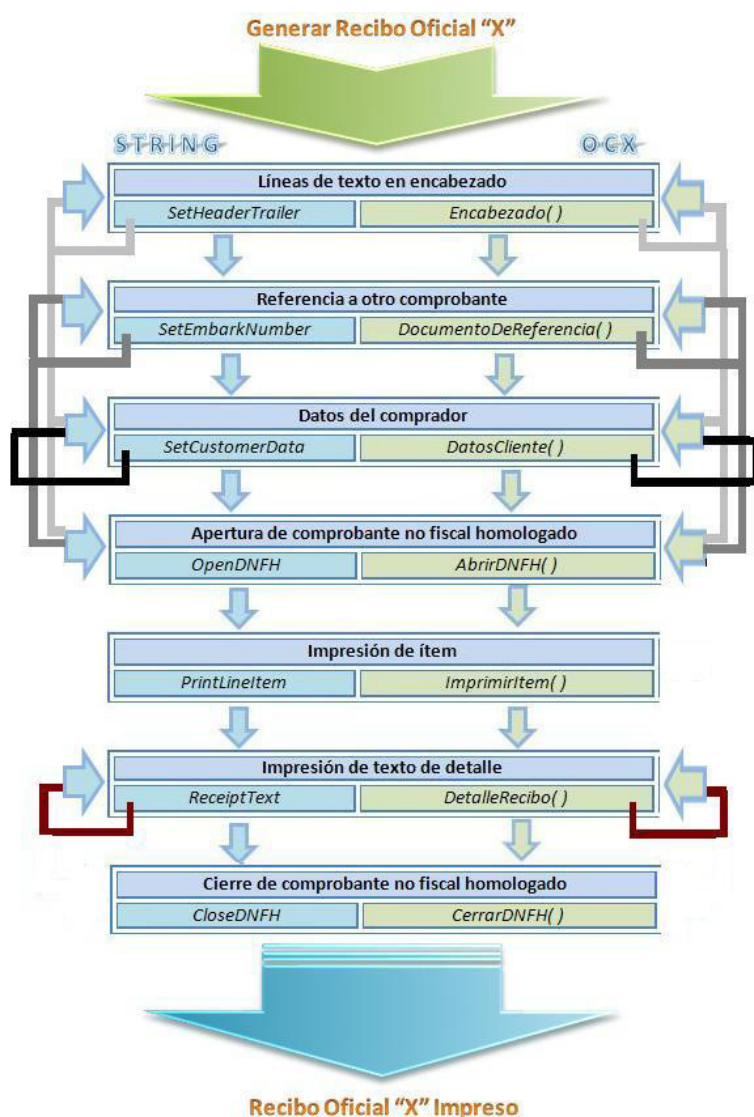 Generar Recibo Oficial “X”
STRING OCX
Líneas de texto en encabezado
SetHeaderTrailer Encabezado( )
Referencia a otro comprobante
SetEmbarkNumber DocumentoDeReferencia( )
Datos del comprador
SetCustomerData DatosCliente( )
Apertura de comprobante no fiscal homologado
OpenDNFH AbrirDNFH( )
Impresión de ítem
PrintLineItem ImprimirItem( )
Impresión de texto de detalle
ReceiptText DetalleRecibo( )
Cierre de comprobante no fiscal homologado
CloseDNFH CerrarDNFH( )
Recibo Oficial “X” Impreso